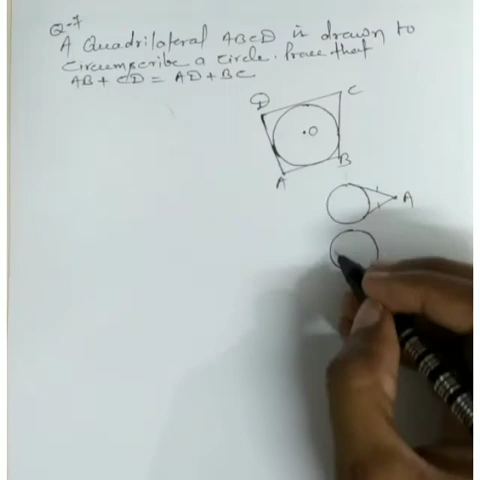 Q-7
A Quadrilateral ABCD is drawn to
circumscribe a circle. Prove that
AB + CD = AD + BC
D
C
O
B
A
A